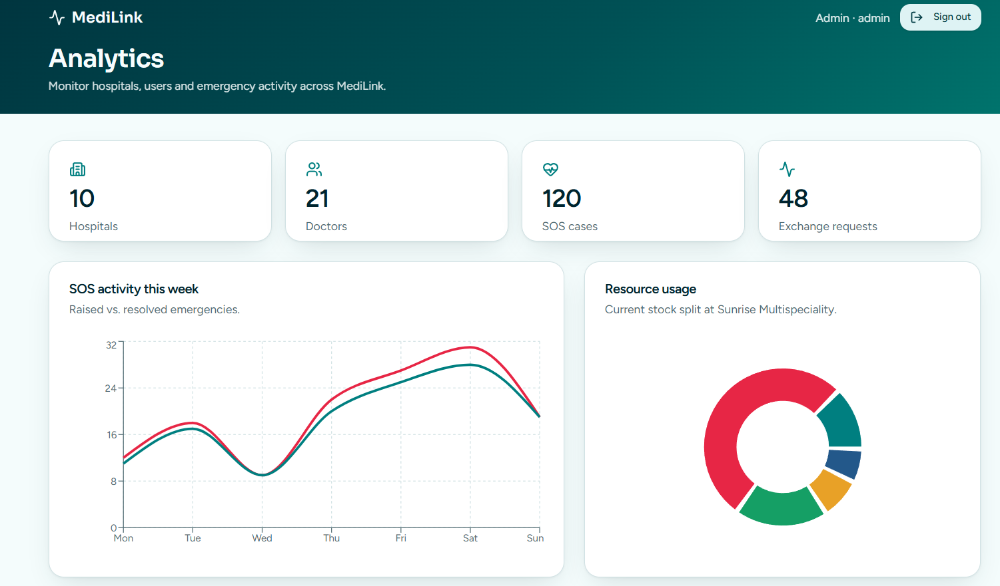 MediLink
Admin · admin
Sign out
Analytics
Monitor hospitals, users and emergency activity across MediLink.
10
Hospitals
21
Doctors
120
SOS cases
48
Exchange requests
SOS activity this week
Raised vs. resolved emergencies.
32
24
16
8
0
Mon Tue Wed Thu Fri Sat Sun
Resource usage
Current stock split at Sunrise Multispeciality.